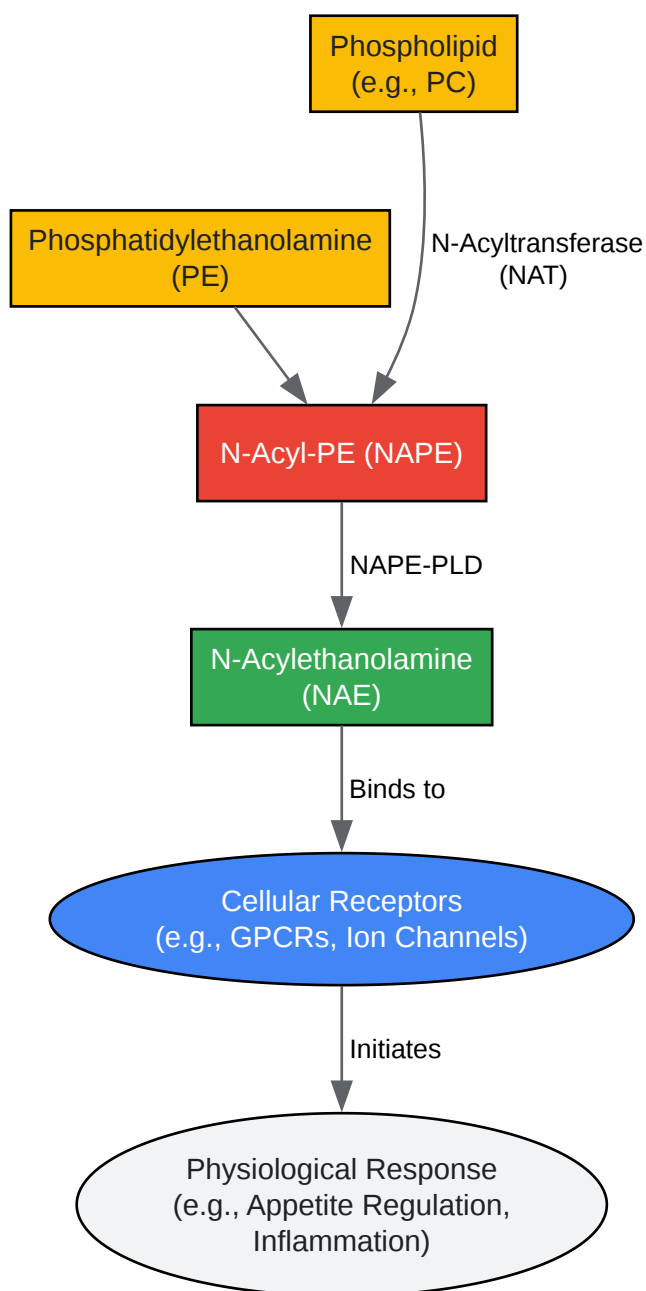 Phospholipid
(e.g., PC)
Phosphatidylethanolamine
(PE)
N-Acyltransferase
(NAT)
N-Acyl-PE (NAPE)
NAPE-PLD
N-Acylethanolamine
(NAE)
Binds to
Cellular Receptors
(e.g., GPCRs, Ion Channels)
Initiates
Physiological Response
(e.g., Appetite Regulation,
Inflammation)